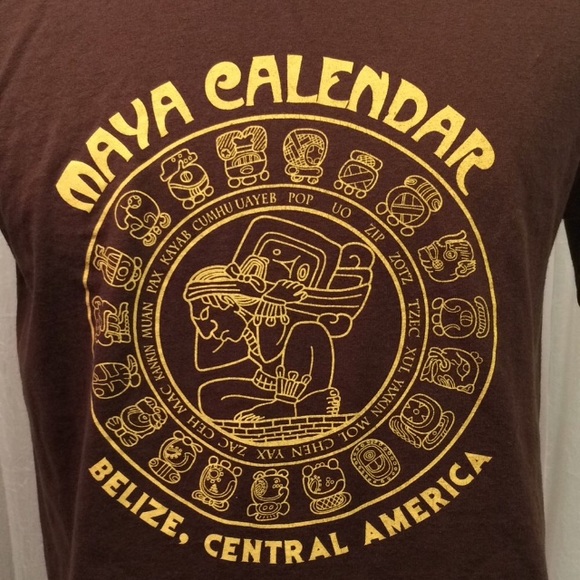 MAYA CALENDAR
POP UO ZIP ZOTZ TZEC XUL YAXKIN MOL CHEN YAX ZAC CEH MAC KANKIN MUAN PAX KAYAB CUMHU UAYEB
BELIZE, CENTRAL AMERICA